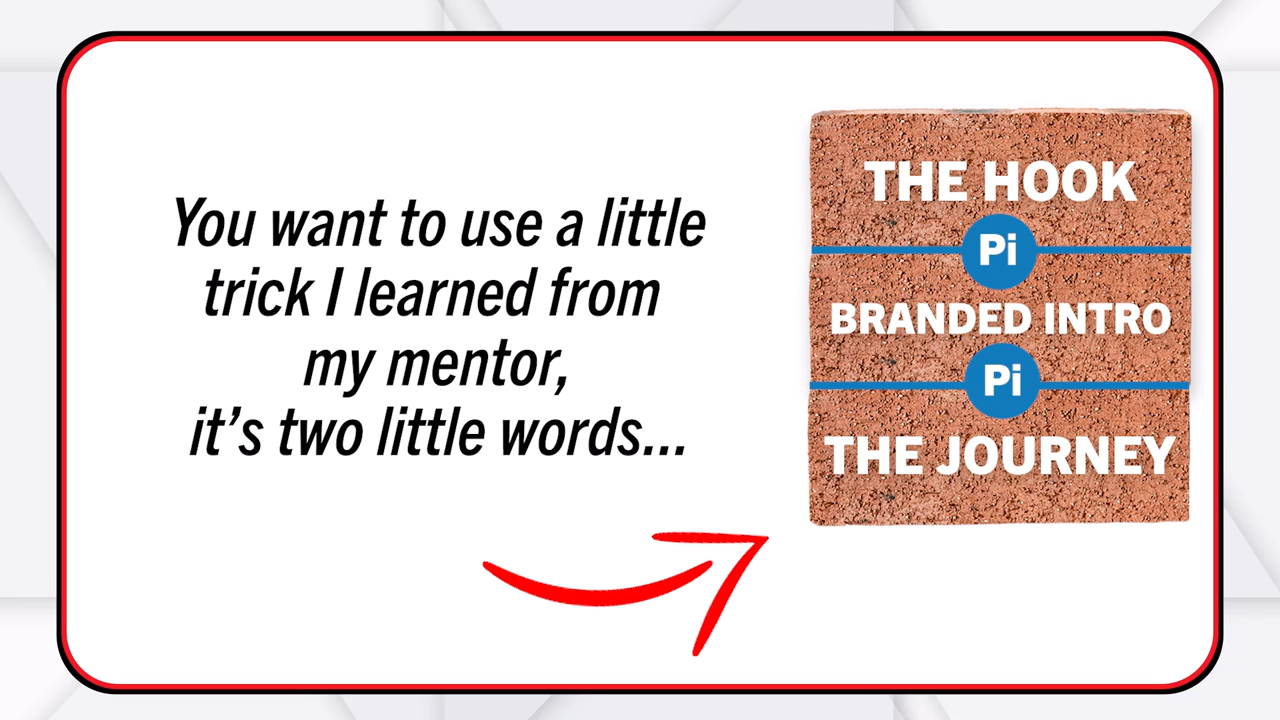 You want to use a little
trick I learned from
my mentor,
it's two little words...
THE HOOK
Pi
BRANDED INTRO
Pi
THE JOURNEY